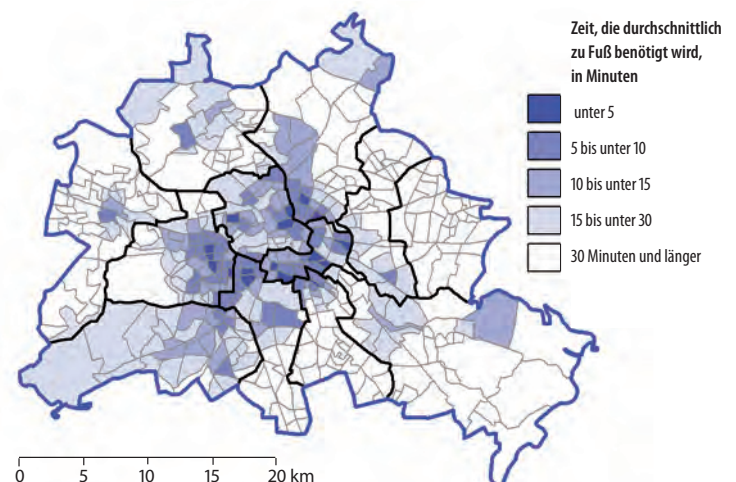 Zeit, die durchschnittlich
zu Fuß benötigt wird,
in Minuten
unter 5
5 bis unter 10
10 bis unter 15
15 bis unter 30
30 Minuten und länger
0 5 10 15 20 km